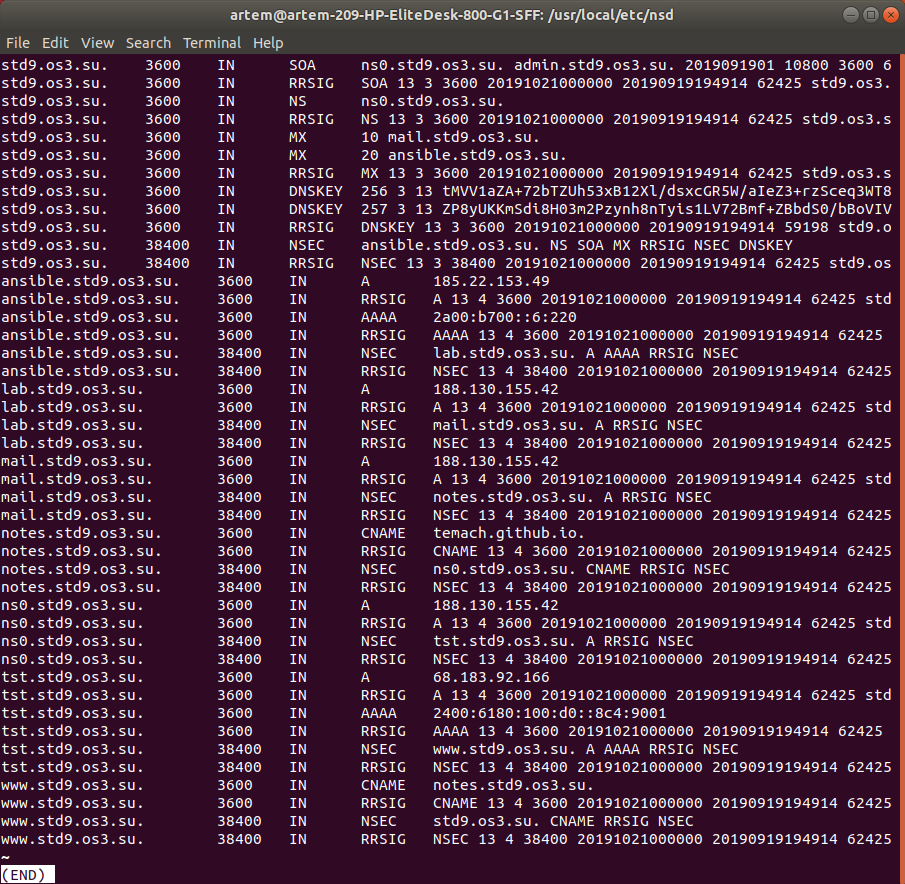 artem@artem-209-HP-EliteDesk-800-G1-SFF: /usr/local/etc/nsd
File Edit View Search Terminal Help
std9.os3.su. 3600 IN SOA ns0.std9.os3.su. admin.std9.os3.su. 2019091901 10800 3600 6
std9.os3.su. 3600 IN RRSIG SOA 13 3 3600 20191021000000 20190919194914 62425 std9.os3.
std9.os3.su. 3600 IN NS ns0.std9.os3.su.
std9.os3.su. 3600 IN RRSIG NS 13 3 3600 20191021000000 20190919194914 62425 std9.os3.s
std9.os3.su. 3600 IN MX 10 mail.std9.os3.su.
std9.os3.su. 3600 IN MX 20 ansible.std9.os3.su.
std9.os3.su. 3600 IN RRSIG MX 13 3 3600 20191021000000 20190919194914 62425 std9.os3.s
std9.os3.su. 3600 IN DNSKEY 256 3 13 tMVV1aZA+72bTZUh53xB12Xl/dsxcGR5W/aIeZ3+rzSceq3WT8
std9.os3.su. 3600 IN DNSKEY 257 3 13 ZP8yUKKmSdi8H03m2Pzynh8nTyis1LV72Bmf+ZBbdS0/bBoVIV
std9.os3.su. 3600 IN RRSIG DNSKEY 13 3 3600 20191021000000 20190919194914 59198 std9.o
std9.os3.su. 38400 IN NSEC ansible.std9.os3.su. NS SOA MX RRSIG NSEC DNSKEY
std9.os3.su. 38400 IN RRSIG NSEC 13 3 38400 20191021000000 20190919194914 62425 std9.os
ansible.std9.os3.su. 3600 IN A 185.22.153.49
ansible.std9.os3.su. 3600 IN RRSIG A 13 4 3600 20191021000000 20190919194914 62425 std
ansible.std9.os3.su. 3600 IN AAAA 2a00:b700::6:220
ansible.std9.os3.su. 3600 IN RRSIG AAAA 13 4 3600 20191021000000 20190919194914 62425
ansible.std9.os3.su. 38400 IN NSEC lab.std9.os3.su. A AAAA RRSIG NSEC
ansible.std9.os3.su. 38400 IN RRSIG NSEC 13 4 38400 20191021000000 20190919194914 62425
lab.std9.os3.su. 3600 IN A 188.130.155.42
lab.std9.os3.su. 3600 IN RRSIG A 13 4 3600 20191021000000 20190919194914 62425 std
lab.std9.os3.su. 38400 IN NSEC mail.std9.os3.su. A RRSIG NSEC
lab.std9.os3.su. 38400 IN RRSIG NSEC 13 4 38400 20191021000000 20190919194914 62425
mail.std9.os3.su. 3600 IN A 188.130.155.42
mail.std9.os3.su. 3600 IN RRSIG A 13 4 3600 20191021000000 20190919194914 62425 std
mail.std9.os3.su. 38400 IN NSEC notes.std9.os3.su. A RRSIG NSEC
mail.std9.os3.su. 38400 IN RRSIG NSEC 13 4 38400 20191021000000 20190919194914 62425
notes.std9.os3.su. 3600 IN CNAME temach.github.io.
notes.std9.os3.su. 3600 IN RRSIG CNAME 13 4 3600 20191021000000 20190919194914 62425
notes.std9.os3.su. 38400 IN NSEC ns0.std9.os3.su. CNAME RRSIG NSEC
notes.std9.os3.su. 38400 IN RRSIG NSEC 13 4 38400 20191021000000 20190919194914 62425
ns0.std9.os3.su. 3600 IN A 188.130.155.42
ns0.std9.os3.su. 3600 IN RRSIG A 13 4 3600 20191021000000 20190919194914 62425 std
ns0.std9.os3.su. 38400 IN NSEC tst.std9.os3.su. A RRSIG NSEC
ns0.std9.os3.su. 38400 IN RRSIG NSEC 13 4 38400 20191021000000 20190919194914 62425
tst.std9.os3.su. 3600 IN A 68.183.92.166
tst.std9.os3.su. 3600 IN RRSIG A 13 4 3600 20191021000000 20190919194914 62425 std
tst.std9.os3.su. 3600 IN AAAA 2400:6180:100:d0::8c4:9001
tst.std9.os3.su. 3600 IN RRSIG AAAA 13 4 3600 20191021000000 20190919194914 62425
tst.std9.os3.su. 38400 IN NSEC www.std9.os3.su. A AAAA RRSIG NSEC
tst.std9.os3.su. 38400 IN RRSIG NSEC 13 4 38400 20191021000000 20190919194914 62425
www.std9.os3.su. 3600 IN CNAME notes.std9.os3.su.
www.std9.os3.su. 3600 IN RRSIG CNAME 13 4 3600 20191021000000 20190919194914 62425
www.std9.os3.su. 38400 IN NSEC std9.os3.su. CNAME RRSIG NSEC
www.std9.os3.su. 38400 IN RRSIG NSEC 13 4 38400 20191021000000 20190919194914 62425
~
(END)